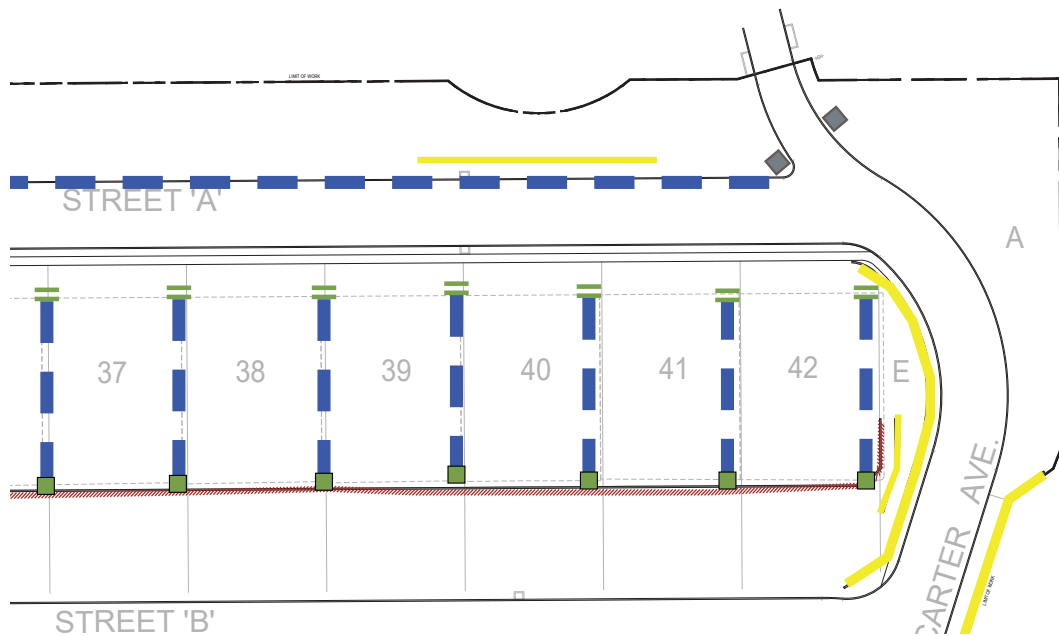 LIMIT OF WORK
STREET 'A'
A
37
38
39
40
41
42
E
CARTER AVE.
LIMIT OF WORK
STREET 'B'